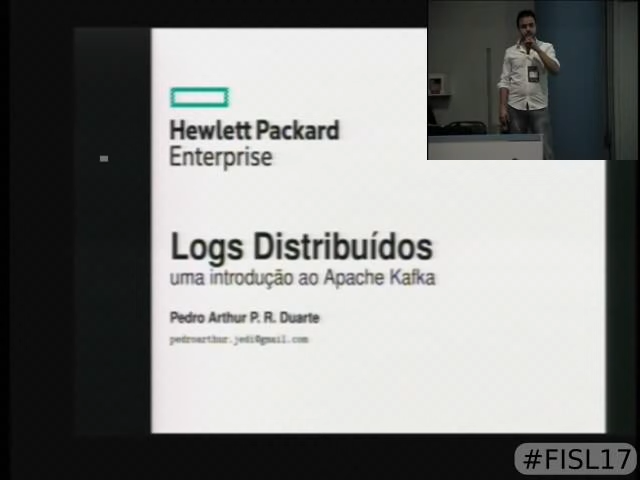 Hewlett Packard
Enterprise
Logs Distribuídos
uma introdução ao Apache Kafka
Pedro Arthur P. R. Duarte
pedroarthur.jedi@gmail.com
#FISL17